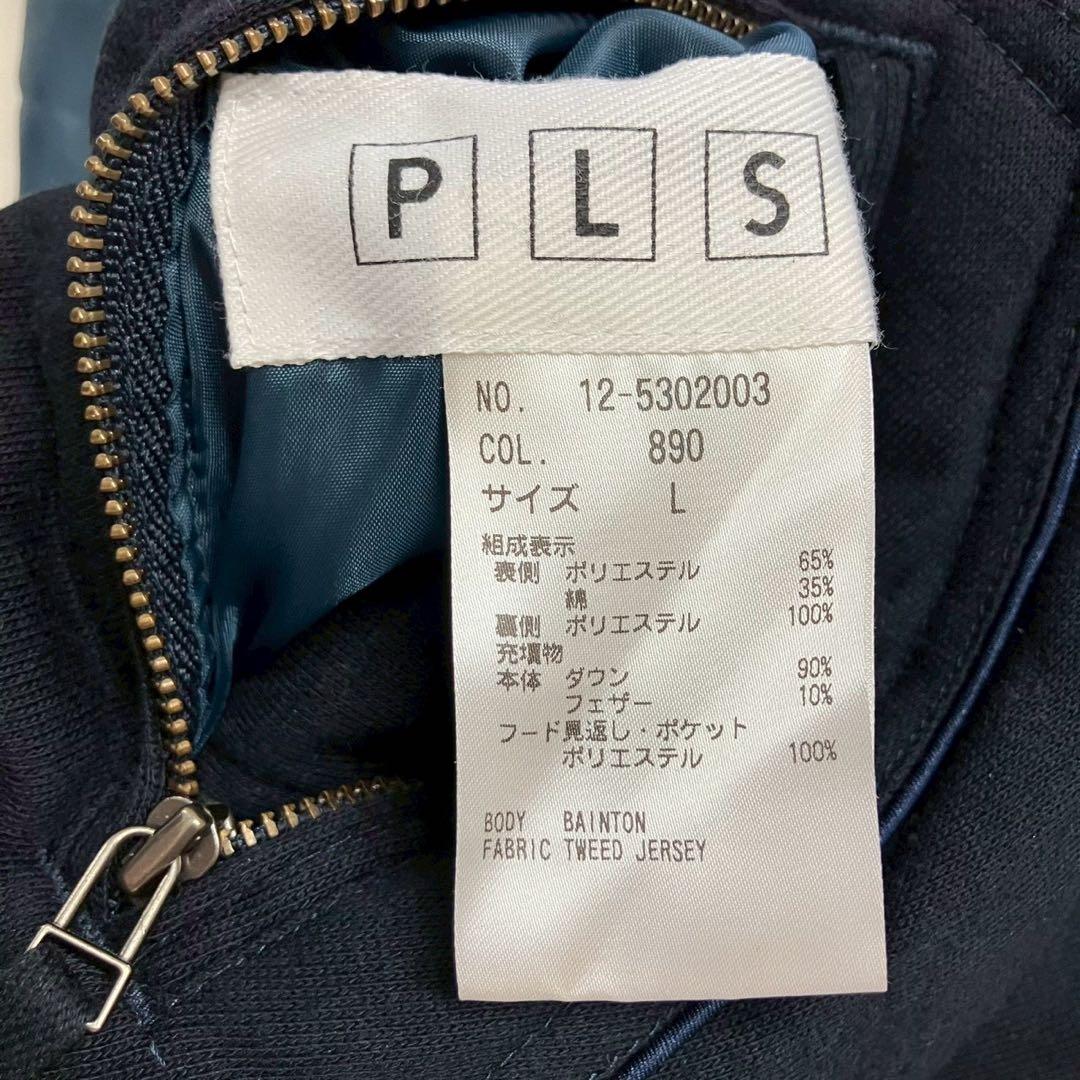 P L S
NO. 12-5302003
COL. 890
サイズ L
組成表示
表側 ポリエステル 65%
綿 35%
裏側 ポリエステル 100%
充填物
本体 ダウン 90%
フェザー 10%
フード見返し・ポケット
ポリエステル 100%
BODY BAINTON
FABRIC TWEED JERSEY